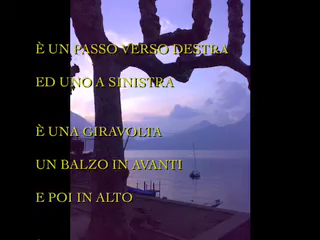 È UN PASSO VERSO DESTRA
ED UNO A SINISTRA
È UNA GIRAVOLTA
UN BALZO IN AVANTI
E POI IN ALTO